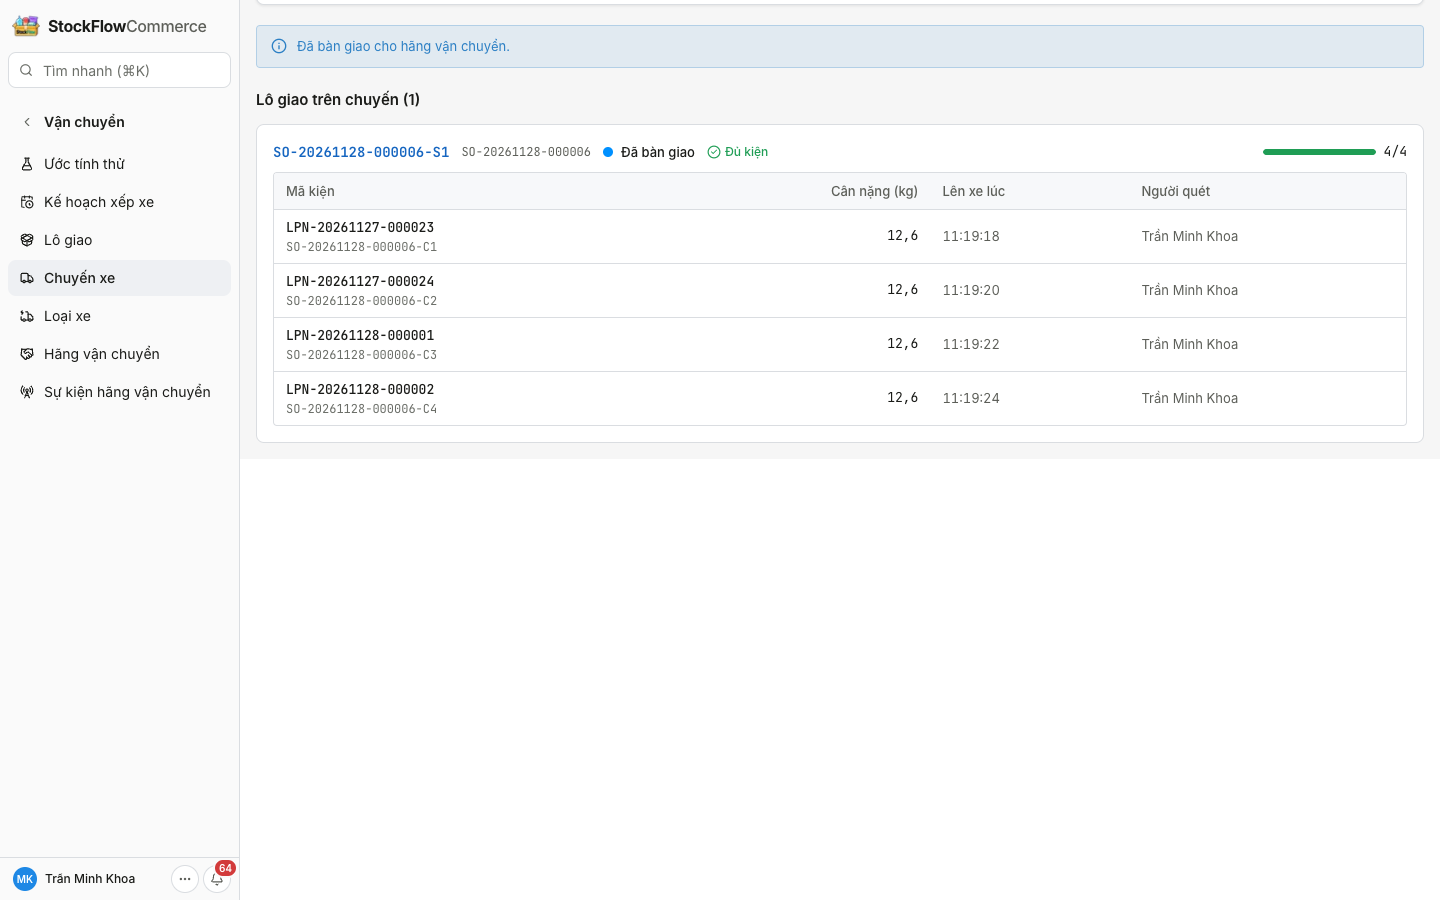 StockFlowCommerce
Tìm nhanh (⌘K)
Vận chuyển
Ước tính thử
Kế hoạch xếp xe
Lô giao
Chuyến xe
Loại xe
Hãng vận chuyển
Sự kiện hãng vận chuyển
MK Trần Minh Khoa
64
Đã bàn giao cho hãng vận chuyển.
Lô giao trên chuyến (1)
SO-20261128-000006-S1 SO-20261128-000006 Đã bàn giao Đủ kiện 4/4
Mã kiện Cân nặng (kg) Lên xe lúc Người quét
LPN-20261127-000023
SO-20261128-000006-C1
12,6 11:19:18 Trần Minh Khoa
LPN-20261127-000024
SO-20261128-000006-C2
12,6 11:19:20 Trần Minh Khoa
LPN-20261128-000001
SO-20261128-000006-C3
12,6 11:19:22 Trần Minh Khoa
LPN-20261128-000002
SO-20261128-000006-C4
12,6 11:19:24 Trần Minh Khoa